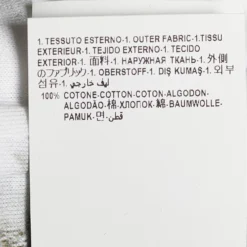 1. TESSUTO ESTERNO-1. OUTER FABRIC-1.TISSU
EXTERIEUR-1. TEJIDO EXTERNO-1. TECIDO
EXTERIOR-1. 面料-1. НАРУЖНАЯ ТКАНЬ-1. 外側
のファブリック-1. OBERSTOFF-1. DIŞ KUMAŞ-1. 외부
섬유-1. ليف خارجي
100% COTONE-COTTON-COTON-ALGODON-
ALGODÃO-棉-ХЛОПОК-綿-BAUMWOLLE-
PAMUK-면-قطن